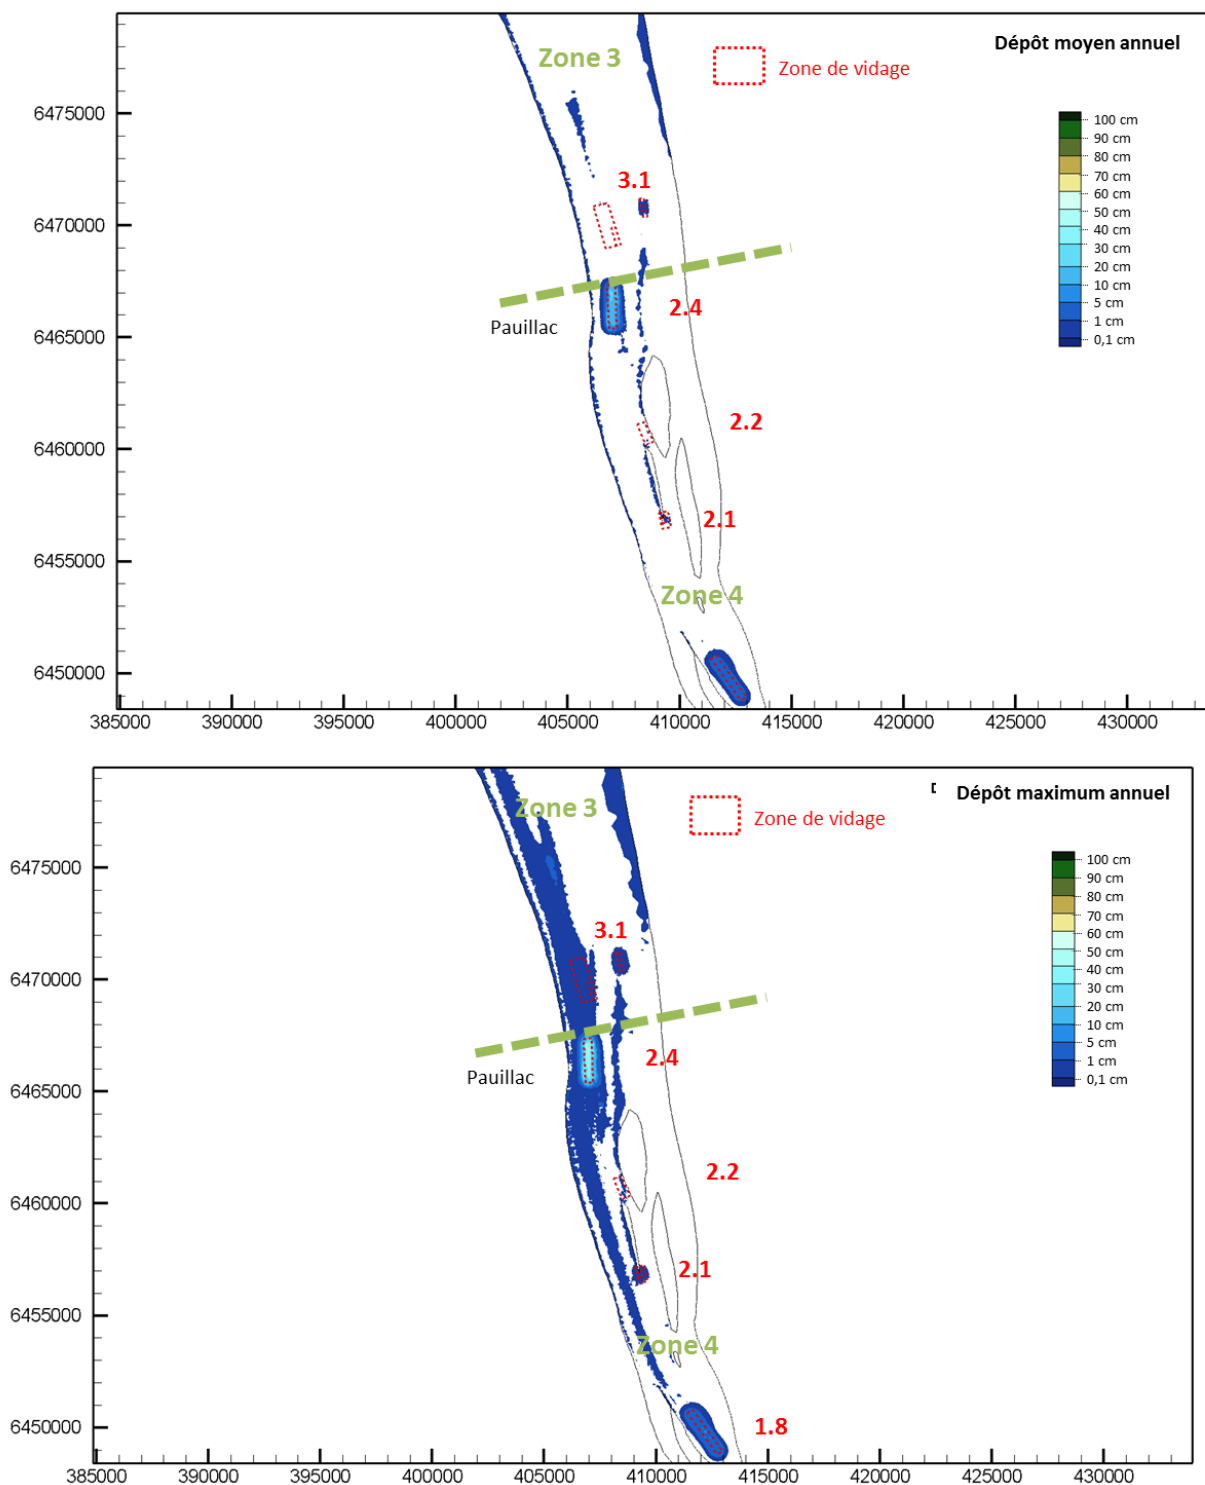 Dépôt moyen annuel
Zone 3
Zone de vidage
6475000
100 cm
90 cm
80 cm
70 cm
60 cm
50 cm
40 cm
30 cm
20 cm
10 cm
5 cm
1 cm
0,1 cm
3.1
6470000
2.4
Pauillac
6465000
2.2
6460000
2.1
6455000
Zone 4
6450000
385000 390000 395000 400000 405000 410000 415000 420000 425000 430000
Dépôt maximum annuel
Zone 3
Zone de vidage
6475000
100 cm
90 cm
80 cm
70 cm
60 cm
50 cm
40 cm
30 cm
20 cm
10 cm
5 cm
1 cm
0,1 cm
3.1
6470000
2.4
Pauillac
6465000
2.2
6460000
2.1
6455000
Zone 4
1.8
6450000
385000 390000 395000 400000 405000 410000 415000 420000 425000 430000